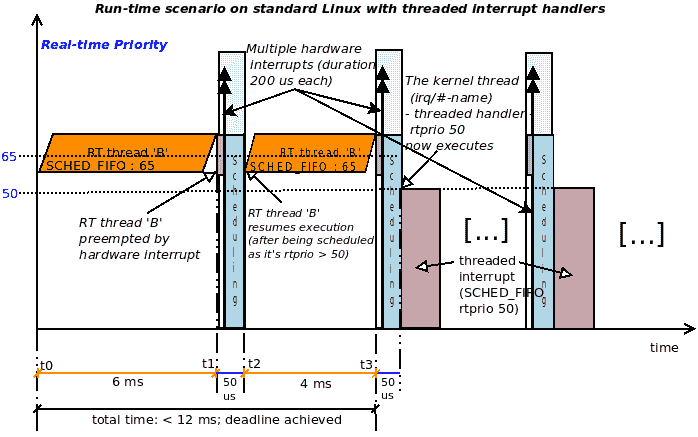 Run-time scenario on standard Linux with threaded interrupt handlers
Real-time Priority
Multiple hardware
interrupts (duration
200 us each)
The kernel thread
(irq/#-name)
- threaded handler -
rtprio 50
now executes
65
50
RT thread 'B'
SCHED_FIFO : 65
RT thread 'B'
SCHED_FIFO : 65
Scheduling
Scheduling
Scheduling
RT thread 'B'
preempted by
hardware interrupt
RT thread 'B'
resumes execution
(after being scheduled
as it's rtprio > 50)
[...]
[...]
threaded
interrupt
(SCHED_FIFO
rtprio 50)
time
t0
t1
t2
t3
6 ms
50
us
4 ms
50
us
total time: < 12 ms; deadline achieved